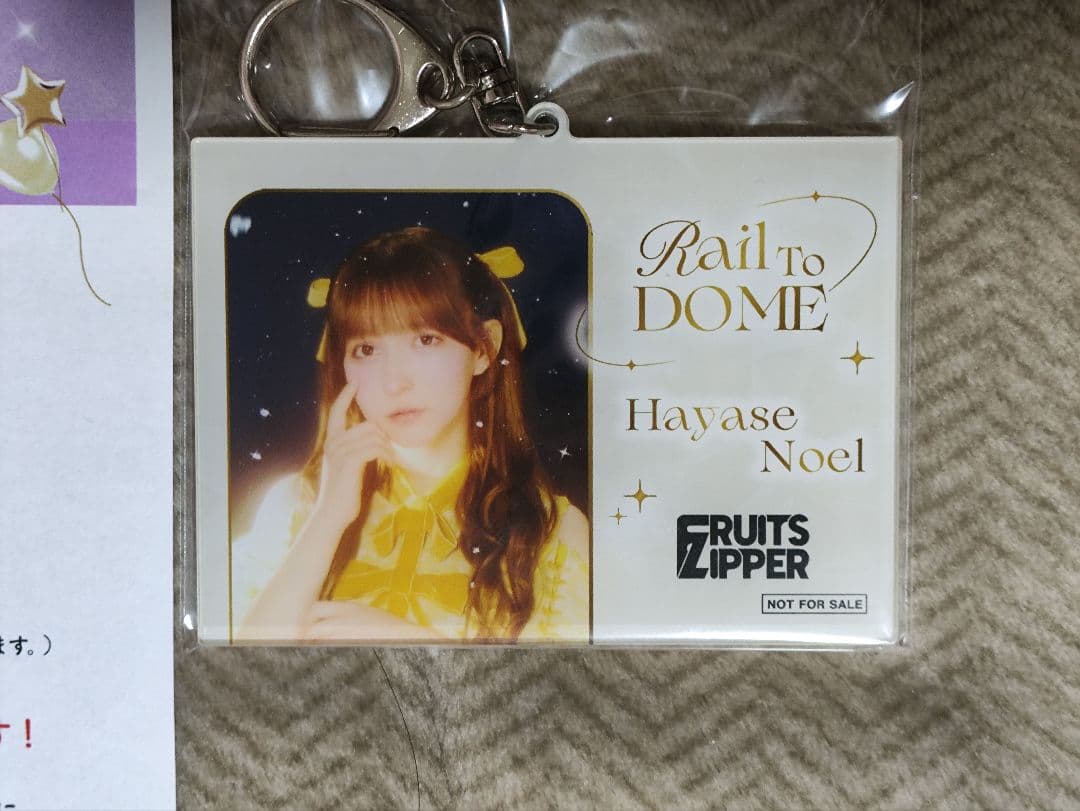 Rail To
DOME
Hayase
Noel
FRUITS
ZIPPER
NOT FOR SALE
ます。)
す!